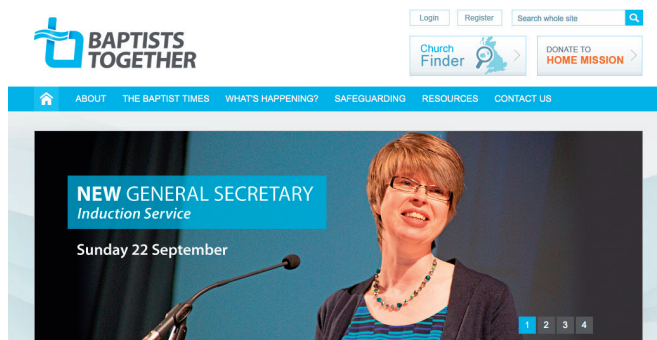 Login
Register
Search whole site
BAPTISTS
TOGETHER
Church
Finder
DONATE TO
HOME MISSION
ABOUT
THE BAPTIST TIMES
WHAT'S HAPPENING?
SAFEGUARDING
RESOURCES
CONTACT US
NEW GENERAL SECRETARY
Induction Service
Sunday 22 September
1 2 3 4